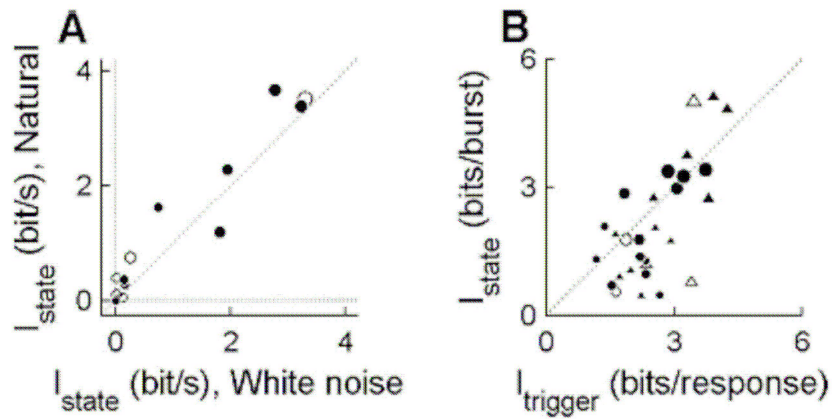 A
B
4
2
0
0
2
4
I_state (bit/s), Natural
I_state (bit/s), White noise
6
3
0
0
3
6
I_state (bits/burst)
I_trigger (bits/response)